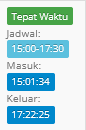 Tepat Waktu
Jadwal:
15:00-17:30
Masuk:
15:01:34
Keluar:
17:22:25